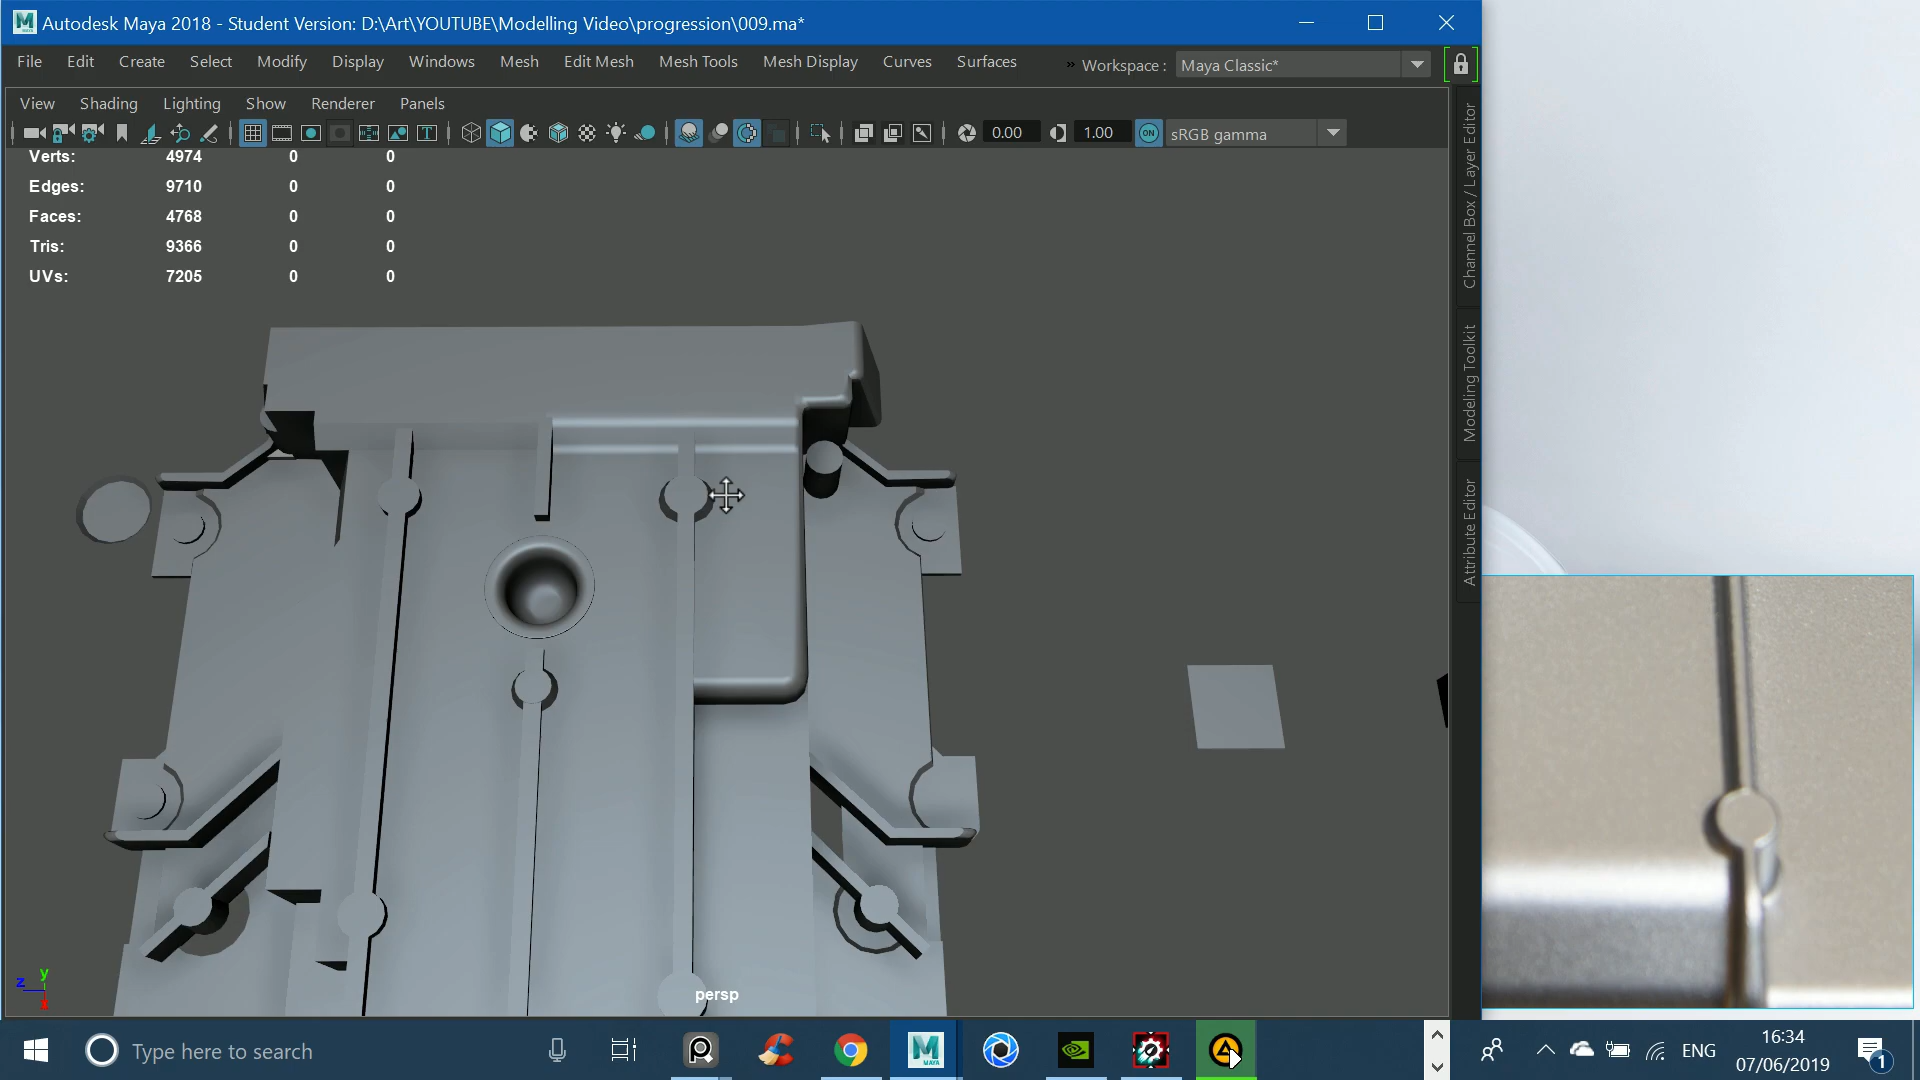 Autodesk Maya 2018 - Student Version: D:\Art\YOUTUBE\Modelling Video\progression\009.ma*
File Edit Create Select Modify Display Windows Mesh Edit Mesh Mesh Tools Mesh Display Curves Surfaces » Workspace : Maya Classic*
View Shading Lighting Show Renderer Panels
T 0.00 1.00 ON sRGB gamma
Verts: 4974 0 0
Edges: 9710 0 0
Faces: 4768 0 0
Tris: 9366 0 0
UVs: 7205 0 0
Channel Box / Layer Editor
Modeling Toolkit
Attribute Editor
y
z
x
persp
Type here to search
MAYA
ENG
16:34
07/06/2019
1